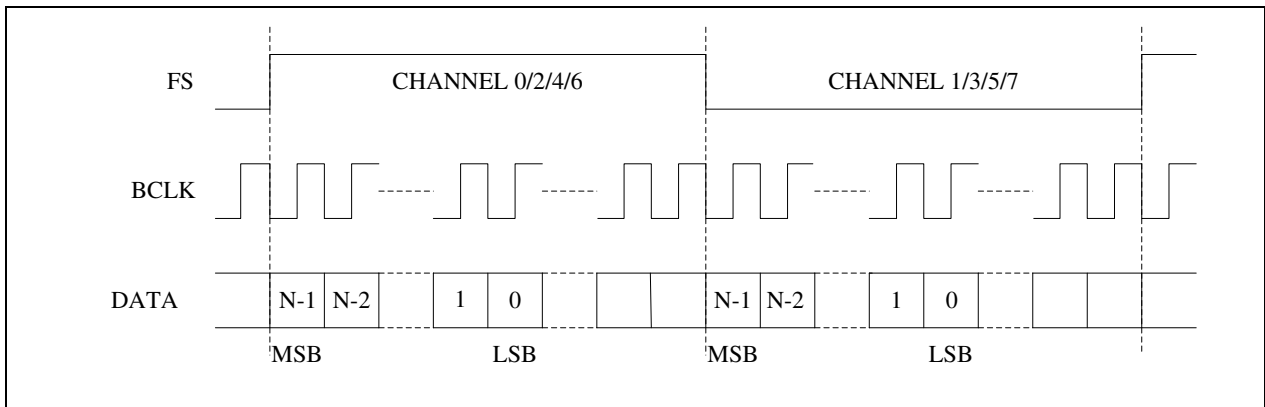 FS
CHANNEL 0/2/4/6
CHANNEL 1/3/5/7
BCLK
DATA
N-1 N-2 1 0 N-1 N-2 1 0
MSB LSB MSB LSB